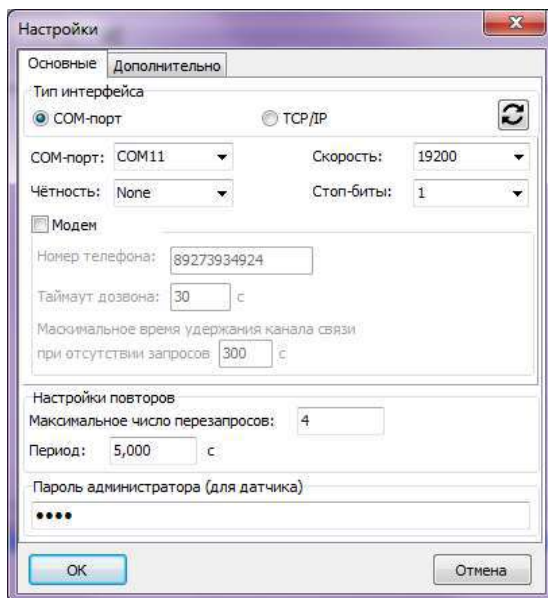 Настройки
Основные Дополнительно
Тип интерфейса
COM-порт TCP/IP
COM-порт: COM11 Скорость: 19200
Чётность: None Стоп-биты: 1
Модем
Номер телефона: 89273934924
Таймаут дозвона: 30 с
Маскимальное время удержания канала связи
при отсутствии запросов 300 с
Настройки повторов
Максимальное число перезапросов: 4
Период: 5,000 с
Пароль администратора (для датчика)
••••
OK Отмена